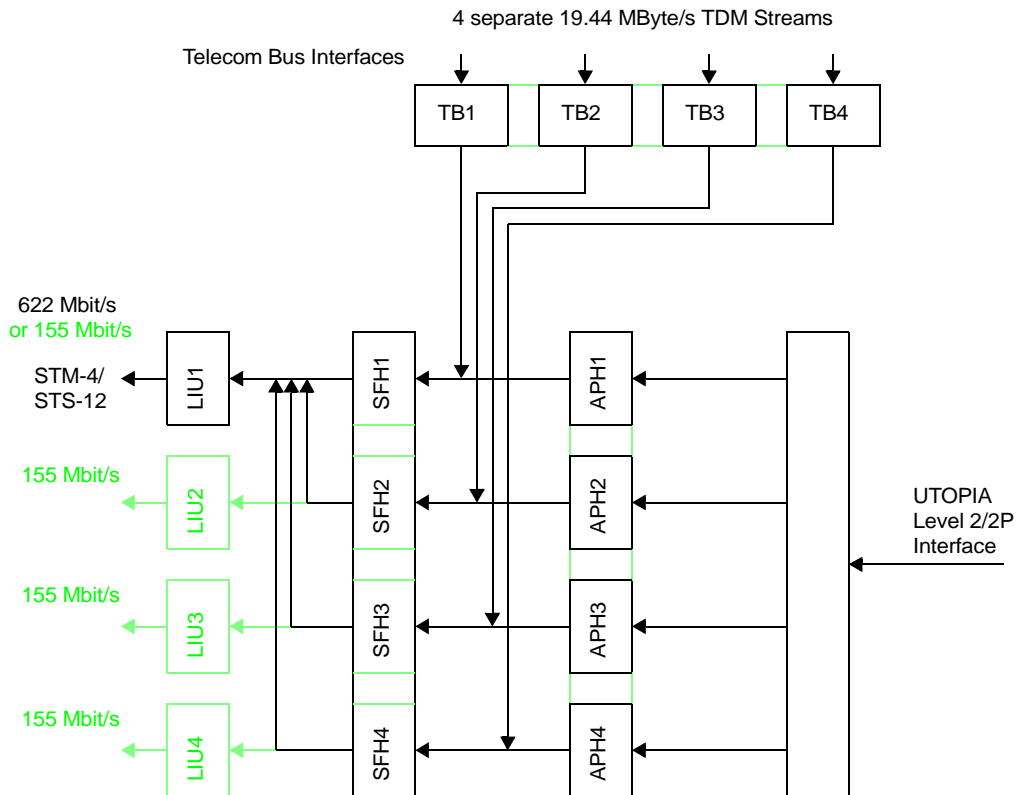 4 separate 19.44 MByte/s TDM Streams
Telecom Bus Interfaces
TB1
TB2
TB3
TB4
622 Mbit/s
or 155 Mbit/s
STM-4/
STS-12
LIU1
SFH1
APH1
155 Mbit/s
LIU2
SFH2
APH2
UTOPIA
Level 2/2P
Interface
155 Mbit/s
LIU3
SFH3
APH3
155 Mbit/s
LIU4
SFH4
APH4